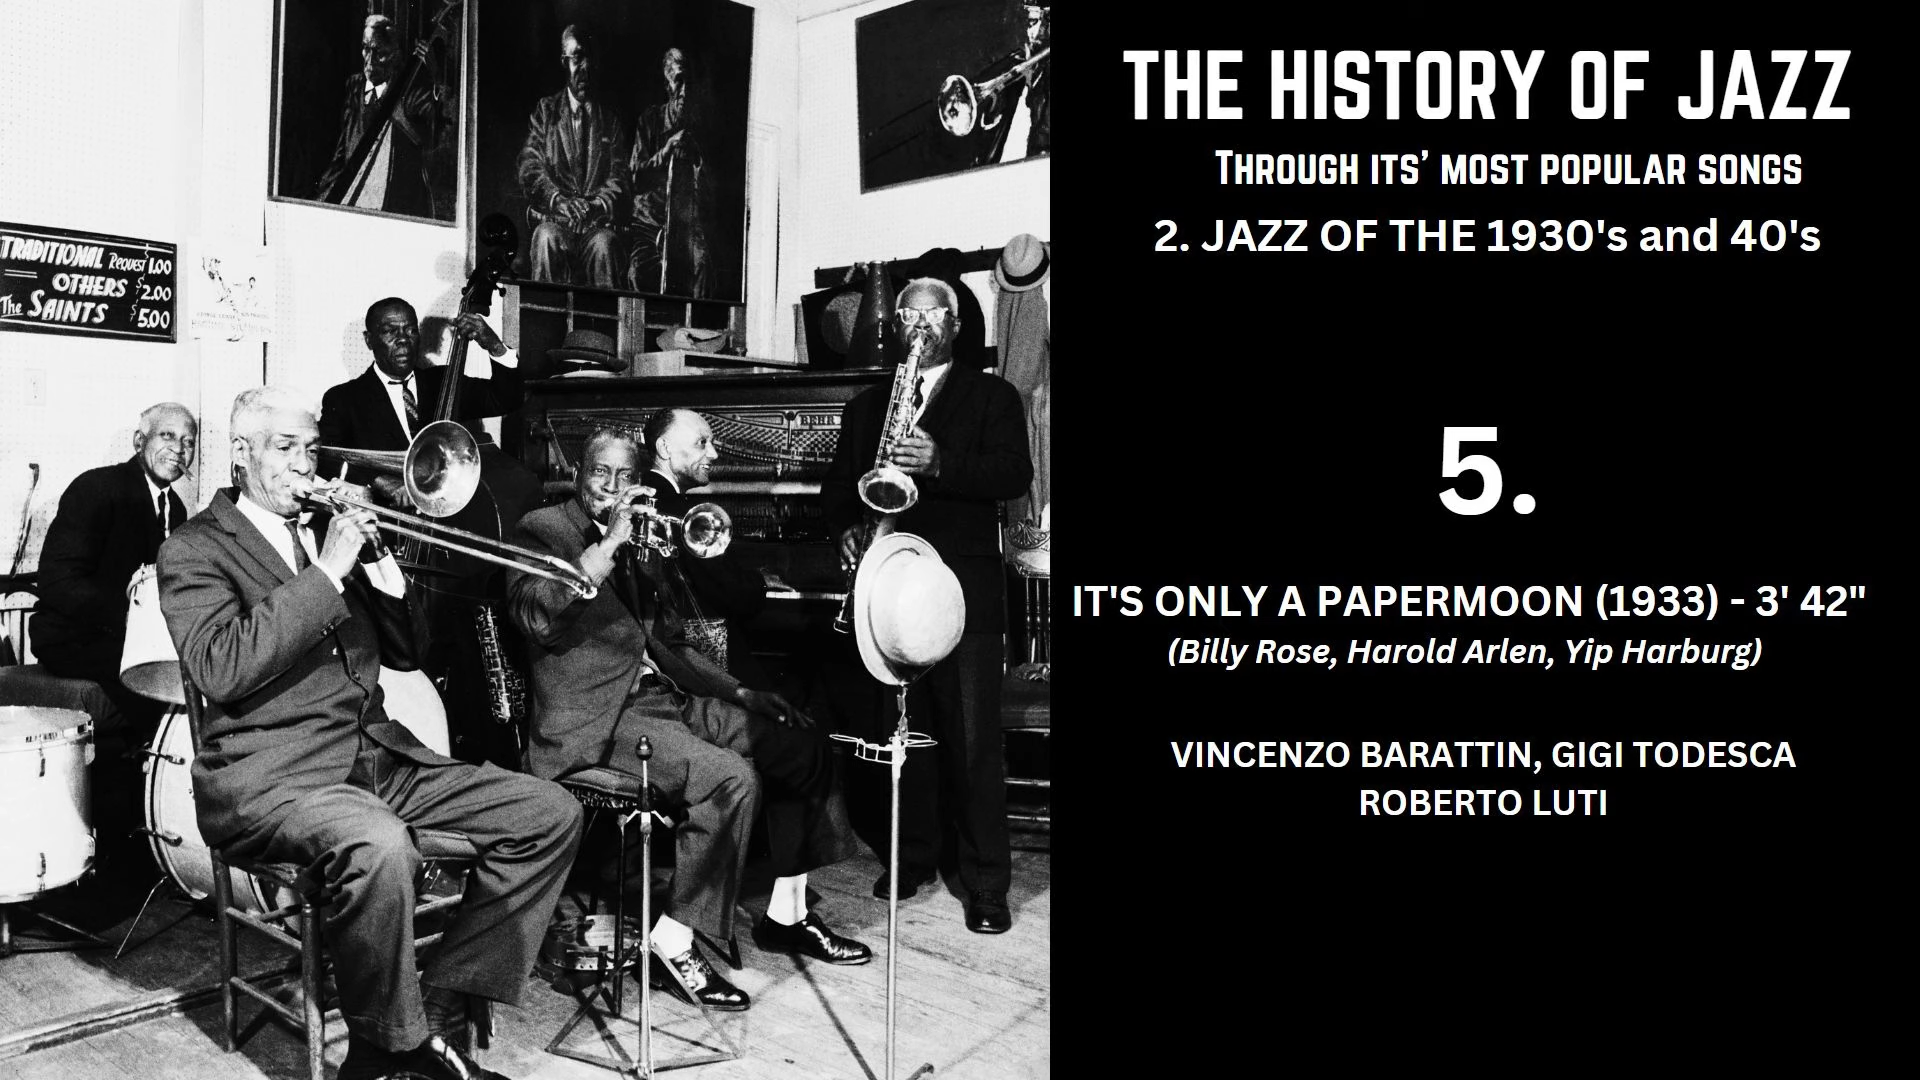 THE HISTORY OF JAZZ
THROUGH ITS' MOST POPULAR SONGS
2. JAZZ OF THE 1930's and 40's
5.
IT'S ONLY A PAPERMOON (1933) - 3' 42"
(Billy Rose, Harold Arlen, Yip Harburg)
VINCENZO BARATTIN, GIGI TODESCA
ROBERTO LUTI
TRADITIONAL Request 1.00
OTHERS $2.00
The SAINTS $5.00
BEHR